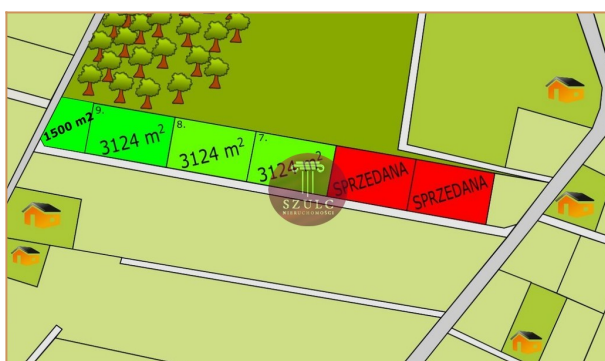 1500 m2
9.
3124 m²
8.
3124 m²
7.
3124 m²
SPRZEDANA
SPRZEDANA
SZULC
NIERUCHOMOŚCI